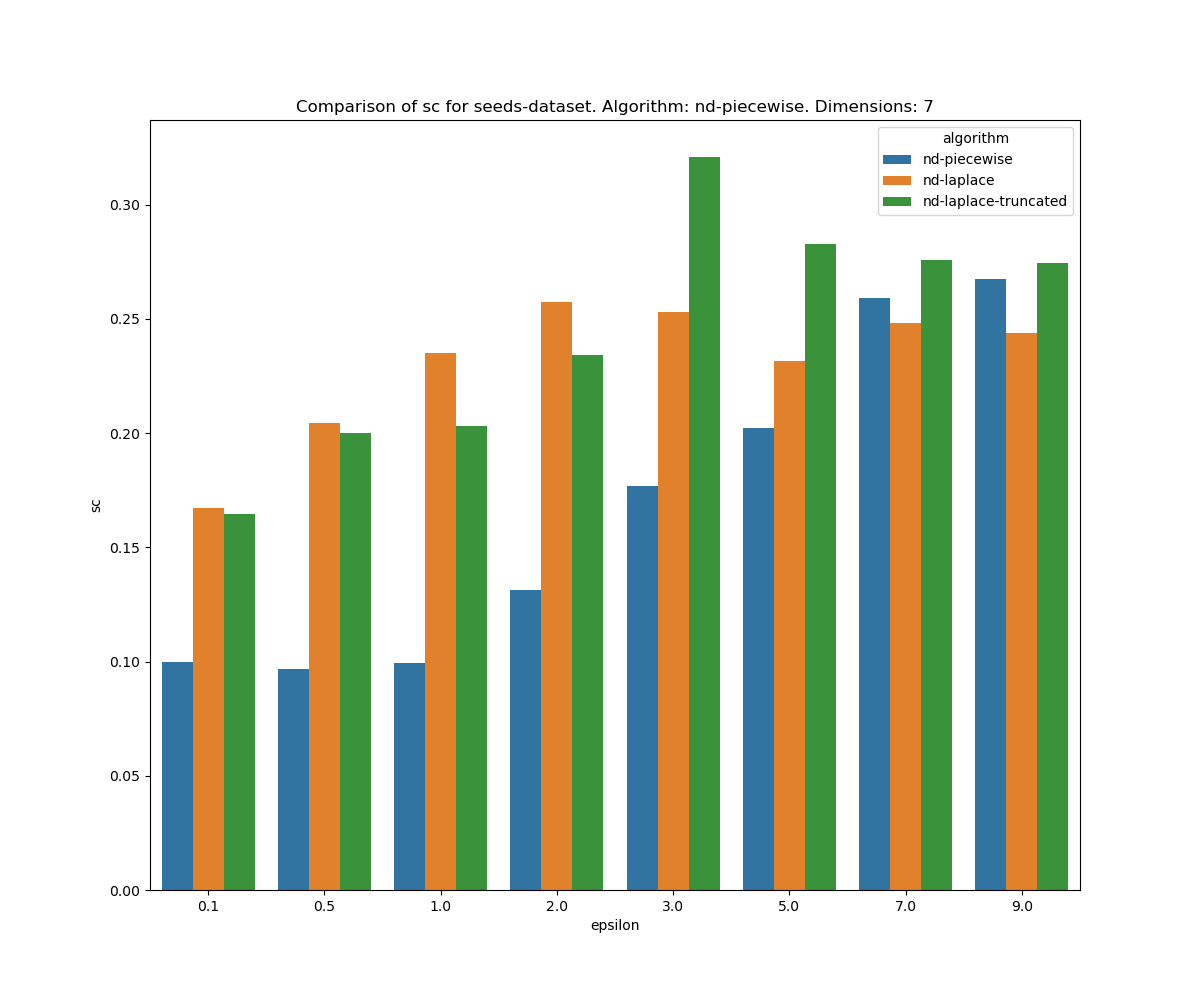 Comparison of sc for seeds-dataset. Algorithm: nd-piecewise. Dimensions: 7
algorithm
nd-piecewise
nd-laplace
nd-laplace-truncated
sc
0.30
0.25
0.20
0.15
0.10
0.05
0.00
0.1 0.5 1.0 2.0 3.0 5.0 7.0 9.0
epsilon